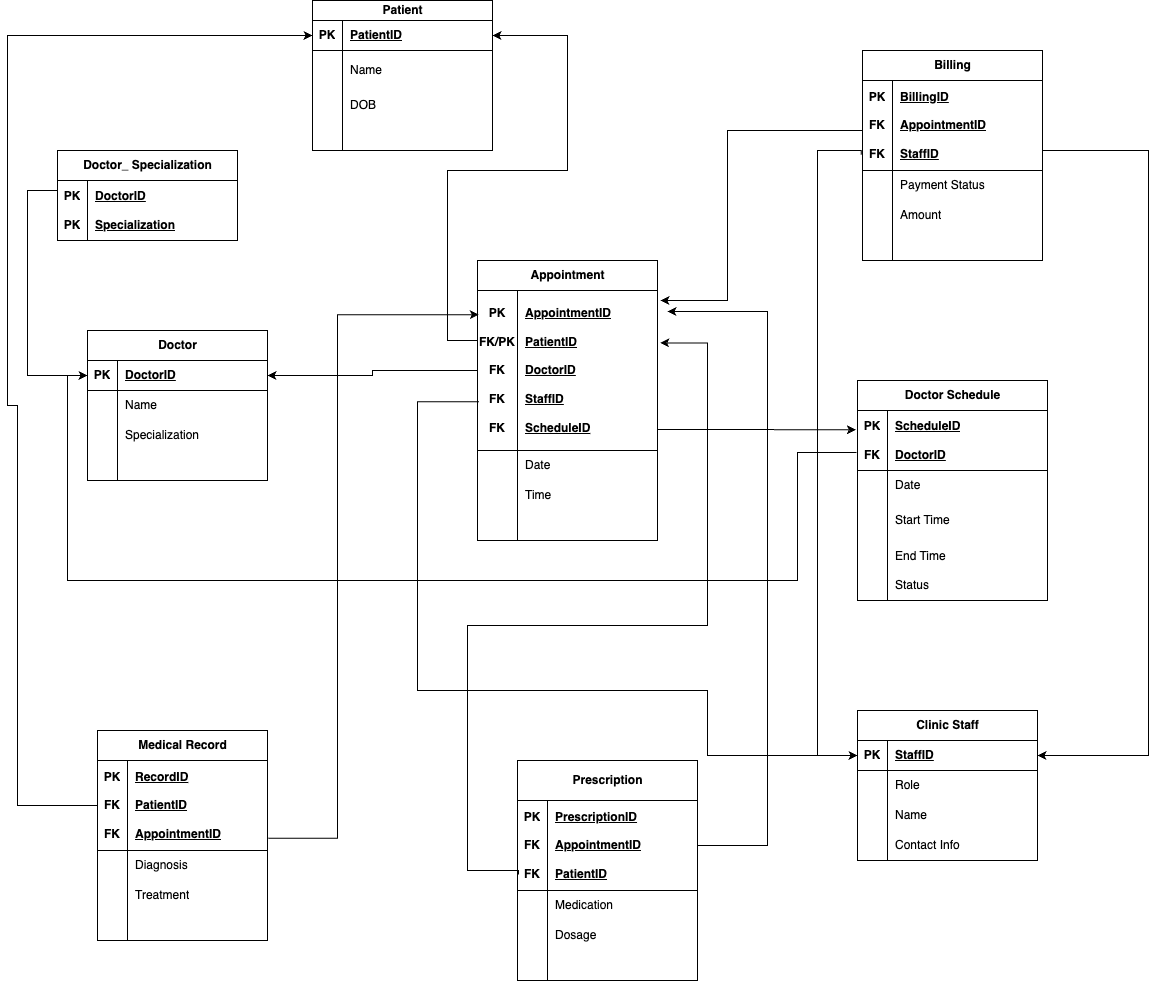 Patient
PK PatientID
Name
DOB
Billing
PK BillingID
FK AppointmentID
FK StaffID
Payment Status
Amount
Doctor_ Specialization
PK DoctorID
PK Specialization
Appointment
PK AppointmentID
FK/PK PatientID
FK DoctorID
FK StaffID
FK ScheduleID
Date
Time
Doctor
PK DoctorID
Name
Specialization
Doctor Schedule
PK ScheduleID
FK DoctorID
Date
Start Time
End Time
Status
Medical Record
PK RecordID
FK PatientID
FK AppointmentID
Diagnosis
Treatment
Prescription
PK PrescriptionID
FK AppointmentID
FK PatientID
Medication
Dosage
Clinic Staff
PK StaffID
Role
Name
Contact Info